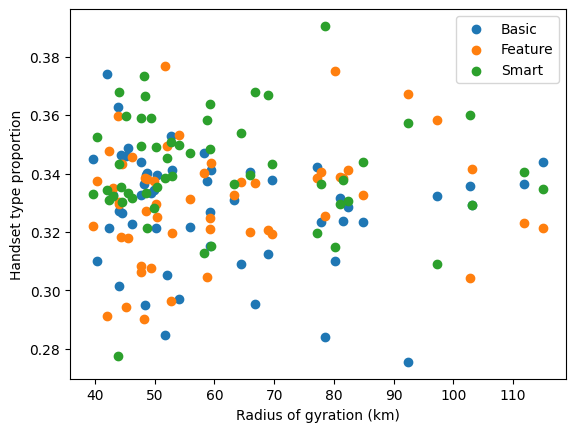 Basic
Feature
Smart
0.38
0.36
0.34
0.32
0.30
0.28
Handset type proportion
40 50 60 70 80 90 100 110
Radius of gyration (km)